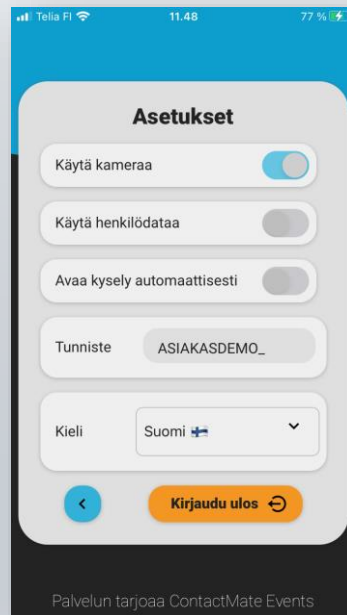 Telia FI 11.48 77 %
Asetukset
Käytä kameraa
Käytä henkilödataa
Avaa kysely automaattisesti
Tunniste ASIAKASDEMO_
Kieli Suomi
Kirjaudu ulos
Palvelun tarjoaa ContactMate Events